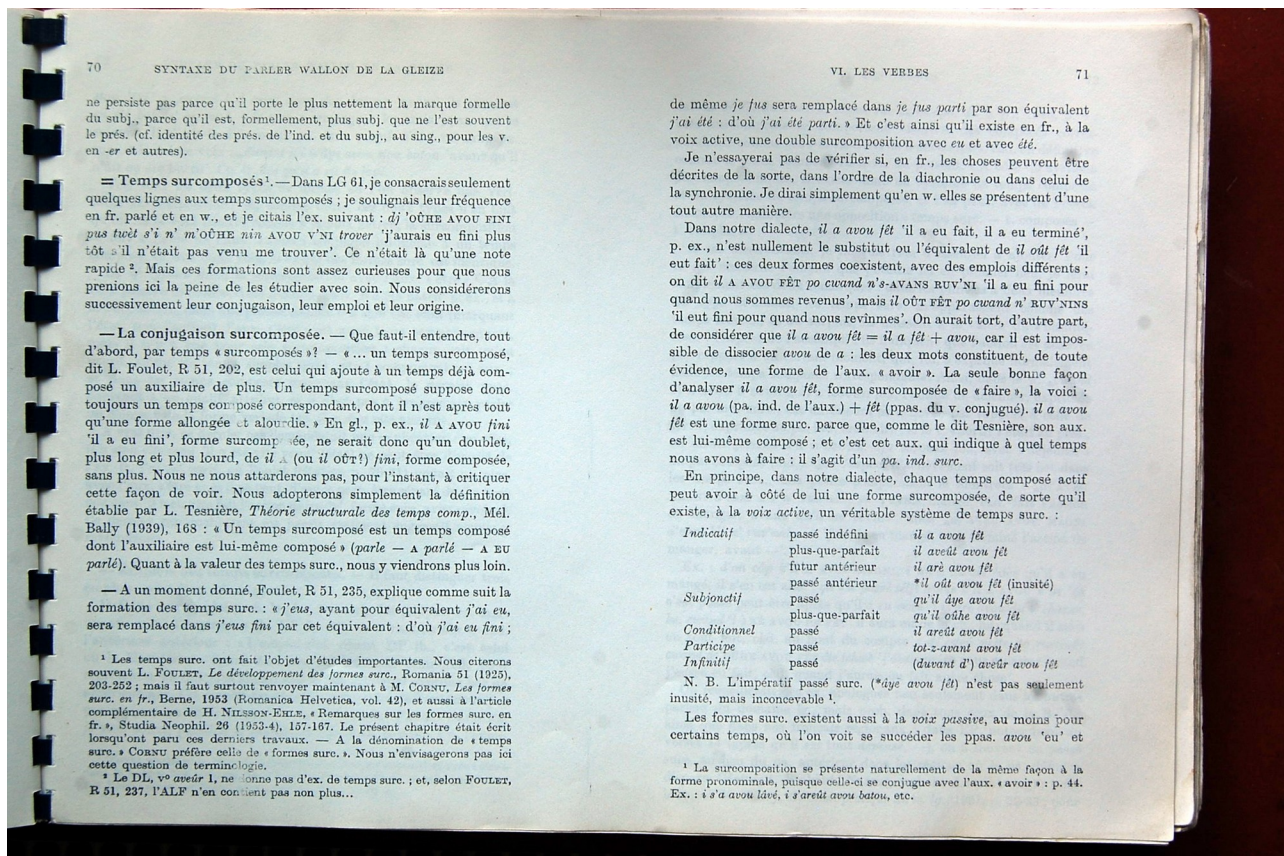 70 SYNTAXE DU PARLER WALLON DE LA GLEIZE
ne persiste pas parce qu'il porte le plus nettement la marque formelle
du subj., parce qu'il est, formellement, plus subj. que ne l'est souvent
le prés. (cf. identité des prés. de l'ind. et du subj., au sing., pour les v.
en -er et autres).
= Temps surcomposés¹. — Dans LG 61, je consacrais seulement
quelques lignes aux temps surcomposés ; je soulignais leur fréquence
en fr. parlé et en w., et je citais l'ex. suivant : dj 'OÛHE AVOU FINI
pus twèt s'i n' m'OÛHE nin AVOU V'NI trover 'j'aurais eu fini plus
tôt s'il n'était pas venu me trouver'. Ce n'était là qu'une note
rapide ². Mais ces formations sont assez curieuses pour que nous
prenions ici la peine de les étudier avec soin. Nous considérerons
successivement leur conjugaison, leur emploi et leur origine.
— La conjugaison surcomposée. — Que faut-il entendre, tout
d'abord, par temps « surcomposés »? — « ... un temps surcomposé,
dit L. Foulet, R 51, 202, est celui qui ajoute à un temps déjà com-
posé un auxiliaire de plus. Un temps surcomposé suppose donc
toujours un temps composé correspondant, dont il n'est après tout
qu'une forme allongée et alourdie. » En gl., p. ex., il A AVOU fini
'il a eu fini', forme surcomposée, ne serait donc qu'un doublet,
plus long et plus lourd, de il A (ou il OÛT?) fini, forme composée,
sans plus. Nous ne nous attarderons pas, pour l'instant, à critiquer
cette façon de voir. Nous adopterons simplement la définition
établie par L. Tesnière, Théorie structurale des temps comp., Mél.
Bally (1939), 168 : « Un temps surcomposé est un temps composé
dont l'auxiliaire est lui-même composé » (parle — A parlé — A EU
parlé). Quant à la valeur des temps surc., nous y viendrons plus loin.
— A un moment donné, Foulet, R 51, 235, explique comme suit la
formation des temps surc. : « j'eus, ayant pour équivalent j'ai eu,
sera remplacé dans j'eus fini par cet équivalent : d'où j'ai eu fini ;
¹ Les temps surc. ont fait l'objet d'études importantes. Nous citerons
souvent L. FOULET, Le développement des formes surc., Romania 51 (1925),
203-252 ; mais il faut surtout renvoyer maintenant à M. CORNU, Les formes
surc. en fr., Berne, 1953 (Romanica Helvetica, vol. 42), et aussi à l'article
complémentaire de H. NILSSON-EHLE, « Remarques sur les formes surc. en
fr. », Studia Neophil. 26 (1953-4), 157-167. Le présent chapitre était écrit
lorsqu'ont paru ces derniers travaux. — A la dénomination de « temps
surc. » CORNU préfère celle de « formes surc. ». Nous n'envisagerons pas ici
cette question de terminologie.
² Le DL, v° aveûr 1, ne donne pas d'ex. de temps surc. ; et, selon FOULET,
R 51, 237, l'ALF n'en contient pas non plus...
VI. LES VERBES 71
de même je fus sera remplacé dans je fus parti par son équivalent
j'ai été : d'où j'ai été parti. » Et c'est ainsi qu'il existe en fr., à la
voix active, une double surcomposition avec eu et avec été.
Je n'essayerai pas de vérifier si, en fr., les choses peuvent être
décrites de la sorte, dans l'ordre de la diachronie ou dans celui de
la synchronie. Je dirai simplement qu'en w. elles se présentent d'une
tout autre manière.
Dans notre dialecte, il a avou fêt 'il a eu fait, il a eu terminé',
p. ex., n'est nullement le substitut ou l'équivalent de il oût fêt 'il
eut fait' ; ces deux formes coexistent, avec des emplois différents ;
on dit il A AVOU FÊT po cwand n's-AVANS RUV'NI 'il a eu fini pour
quand nous sommes revenus', mais il OÛT FÊT po cwand n' RUV'NINS
'il eut fini pour quand nous revînmes'. On aurait tort, d'autre part,
de considérer que il a avou fêt = il a fêt + avou, car il est impos-
sible de dissocier avou de a : les deux mots constituent, de toute
évidence, une forme de l'aux. « avoir ». La seule bonne façon
d'analyser il a avou fêt, forme surcomposée de « faire », la voici :
il a avou (pa. ind. de l'aux.) + fêt (ppas. du v. conjugué). il a avou
fêt est une forme surc. parce que, comme le dit Tesnière, son aux.
est lui-même composé ; et c'est cet aux. qui indique à quel temps
nous avons à faire : il s'agit d'un pa. ind. surc.
En principe, dans notre dialecte, chaque temps composé actif
peut avoir à côté de lui une forme surcomposée, de sorte qu'il
existe, à la voix active, un véritable système de temps surc. :
Indicatif passé indéfini il a avou fêt
plus-que-parfait il aveût avou fêt
futur antérieur il arè avou fêt
passé antérieur *il oût avou fêt (inusité)
Subjonctif passé qu'il âye avou fêt
plus-que-parfait qu'il oûhe avou fêt
Conditionnel passé il areût avou fêt
Participe passé tot-z-avant avou fêt
Infinitif passé (duvant d') aveûr avou fêt
N. B. L'impératif passé surc. (*âye avou fêt) n'est pas seulement
inusité, mais inconcevable ¹.
Les formes surc. existent aussi à la voix passive, au moins pour
certains temps, où l'on voit se succéder les ppas. avou 'eu' et
¹ La surcomposition se présente naturellement de la même façon à la
forme pronominale, puisque celle-ci se conjugue avec l'aux. « avoir » : p. 44.
Ex. : i s'a avou lâvé, i s'areût avou batou, etc.